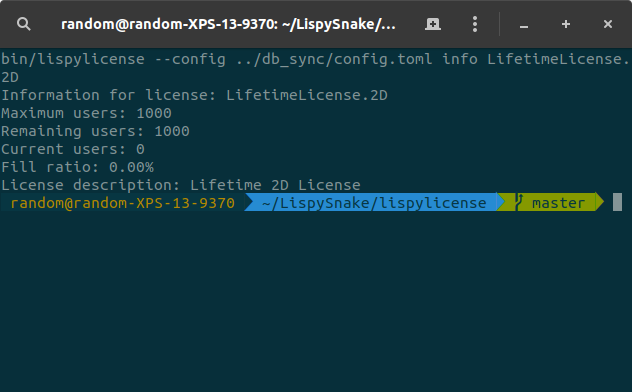 random@random-XPS-13-9370: ~/LispySnake/...
bin/lispylicense --config ../db_sync/config.toml info LifetimeLicense.
2D
Information for license: LifetimeLicense.2D
Maximum users: 1000
Remaining users: 1000
Current users: 0
Fill ratio: 0.00%
License description: Lifetime 2D License
random@random-XPS-13-9370 ~/LispySnake/lispylicense master